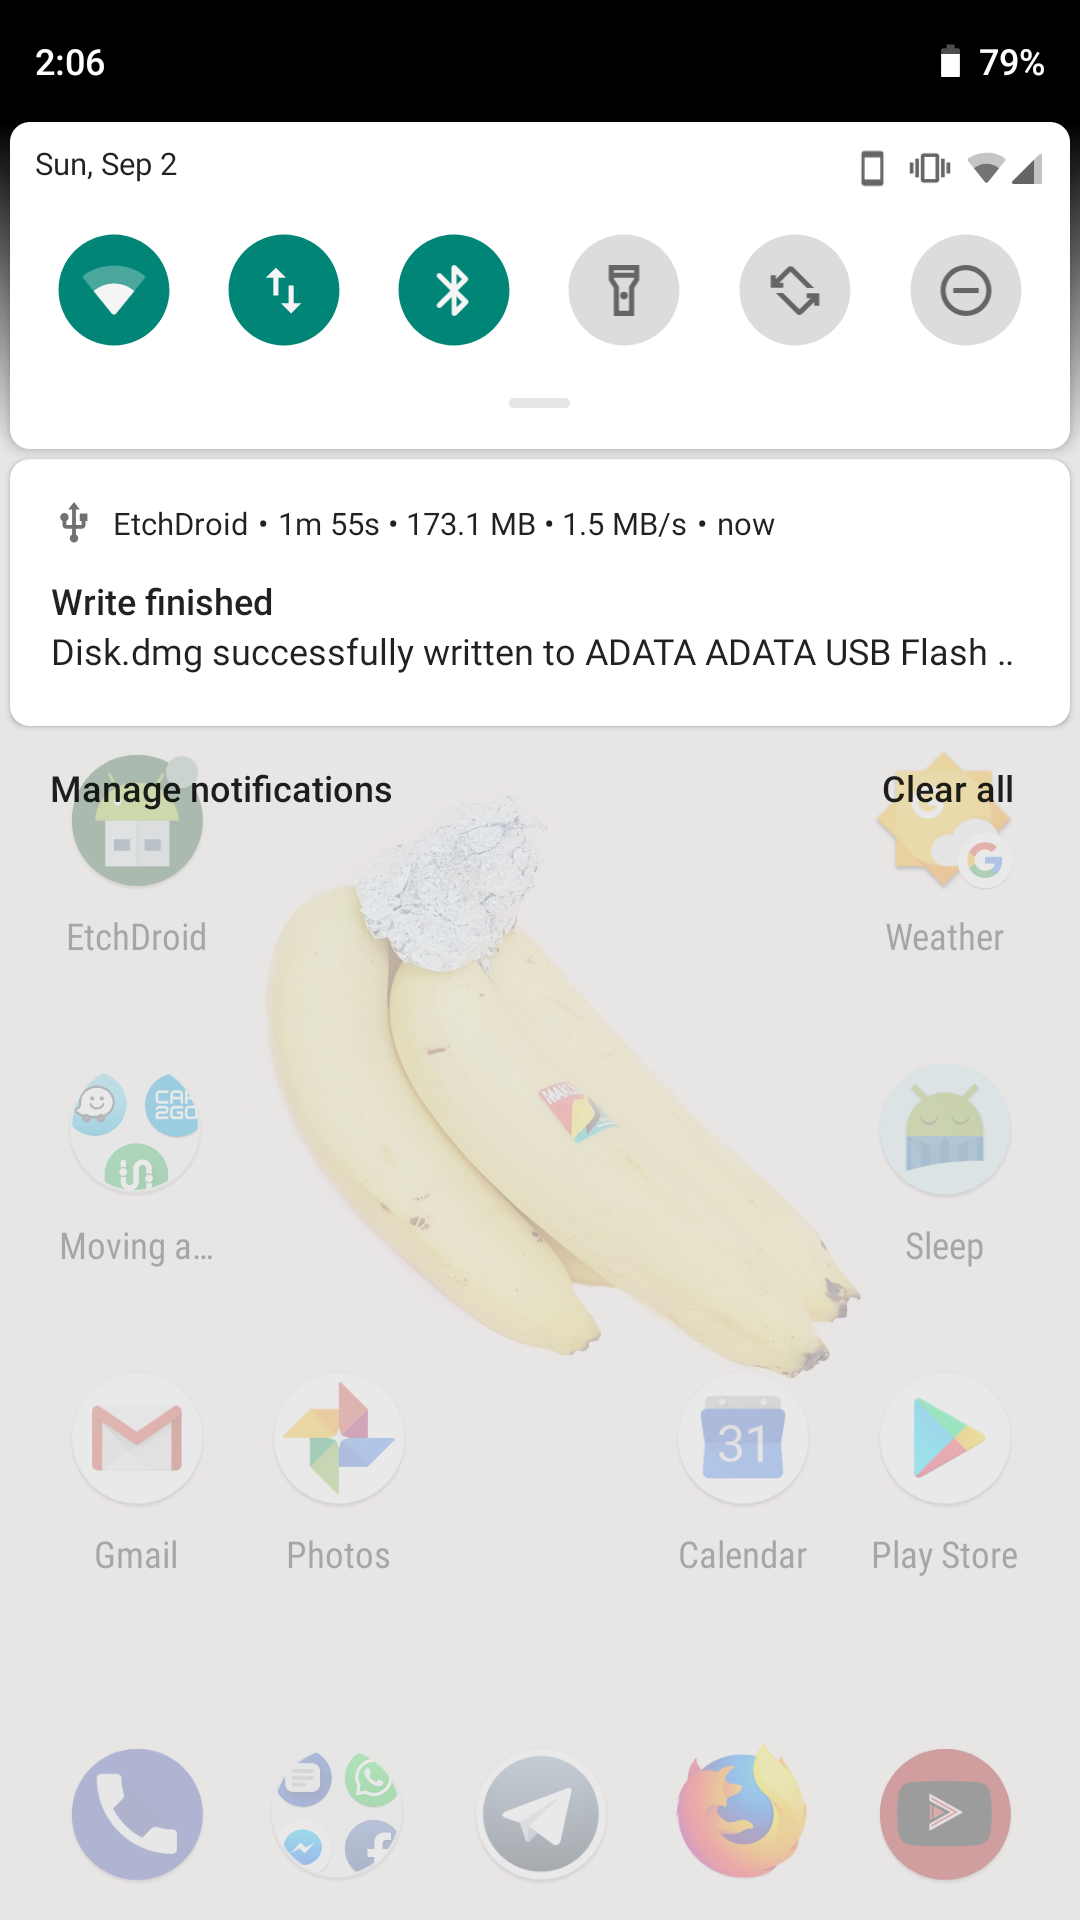 2:06 79%
Sun, Sep 2
EtchDroid • 1m 55s • 173.1 MB • 1.5 MB/s • now
Write finished
Disk.dmg successfully written to ADATA ADATA USB Flash ..
Manage notifications Clear all
EtchDroid Weather
CAR
2GO
Moving a… Sleep
31
Gmail Photos Calendar Play Store